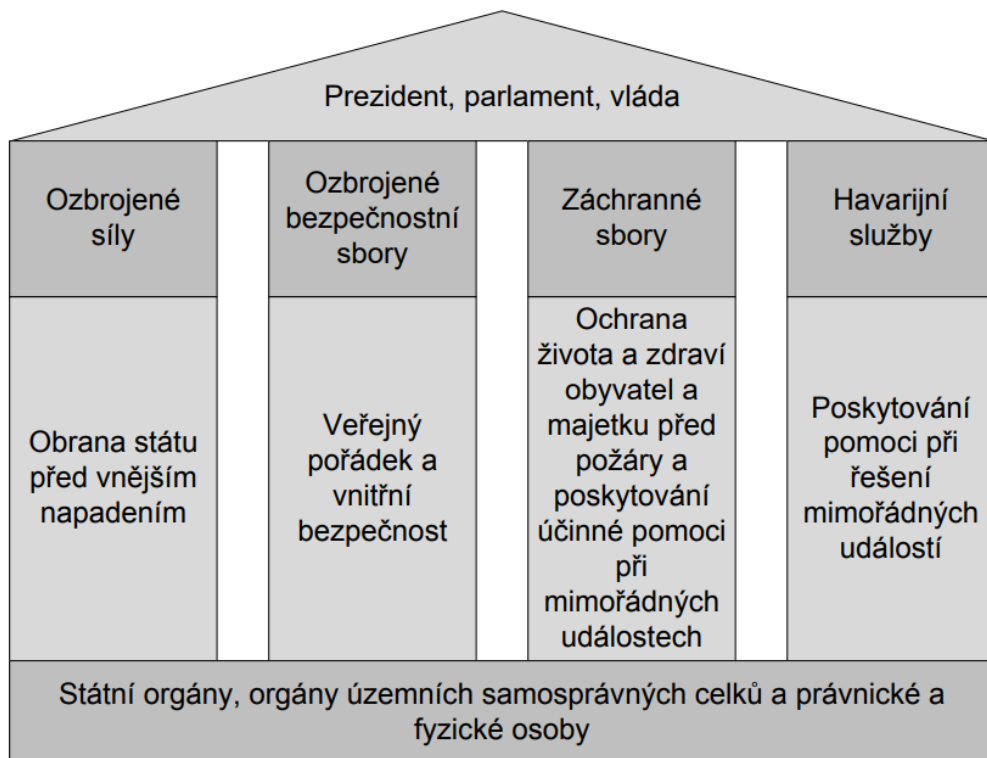 Prezident, parlament, vláda
Ozbrojené
síly
Ozbrojené
bezpečnostní
sbory
Záchranné
sbory
Havarijní
služby
Obrana státu
před vnějším
napadením
Veřejný
pořádek a
vnitřní
bezpečnost
Ochrana
života a zdraví
obyvatel a
majetku před
požáry a
poskytování
účinné pomoci
při
mimořádných
událostech
Poskytování
pomoci při
řešení
mimořádných
událostí
Státní orgány, orgány územních samosprávných celků a právnické a
fyzické osoby